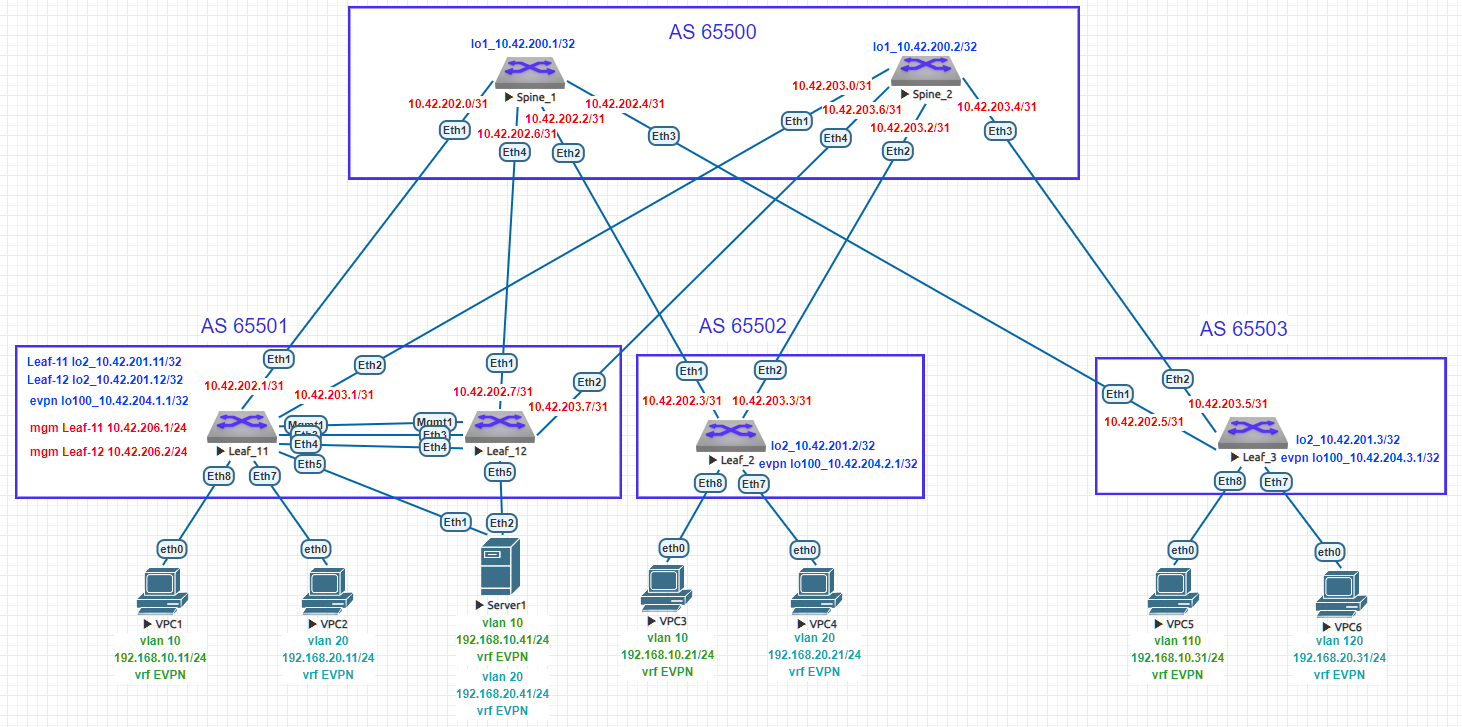 AS 65500
lo1_10.42.200.1/32
lo1_10.42.200.2/32
Spine_1
Spine_2
10.42.202.0/31
10.42.202.4/31
10.42.202.2/31
10.42.202.6/31
10.42.203.0/31
10.42.203.6/31
10.42.203.4/31
10.42.203.2/31
Eth1
Eth4
Eth2
Eth3
Eth1
Eth4
Eth2
Eth3
AS 65501
Leaf-11 lo2_10.42.201.11/32
Leaf-12 lo2_10.42.201.12/32
evpn lo100_10.42.204.1.1/32
mgm Leaf-11 10.42.206.1/24
mgm Leaf-12 10.42.206.2/24
Eth1
Eth2
Eth1
Eth2
10.42.202.1/31
10.42.203.1/31
10.42.202.7/31
10.42.203.7/31
Mgmt1
Mgmt1
Eth3
Eth3
Eth4
Eth4
Leaf_11
Leaf_12
Eth5
Eth5
Eth8
Eth7
AS 65502
Eth1
Eth2
10.42.202.3/31
10.42.203.3/31
lo2_10.42.201.2/32
Leaf_2
evpn lo100_10.42.204.2.1/32
Eth8
Eth7
AS 65503
Eth1
Eth2
10.42.203.5/31
10.42.202.5/31
lo2_10.42.201.3/32
Leaf_3
evpn lo100_10.42.204.3.1/32
Eth8
Eth7
eth0
VPC1
vlan 10
192.168.10.11/24
vrf EVPN
eth0
VPC2
vlan 20
192.168.20.11/24
vrf EVPN
Eth1
Eth2
Server1
vlan 10
192.168.10.41/24
vrf EVPN
vlan 20
192.168.20.41/24
vrf EVPN
eth0
VPC3
vlan 10
192.168.10.21/24
vrf EVPN
eth0
VPC4
vlan 20
192.168.20.21/24
vrf EVPN
eth0
VPC5
vlan 110
192.168.10.31/24
vrf EVPN
eth0
VPC6
vlan 120
192.168.20.31/24
vrf EVPN